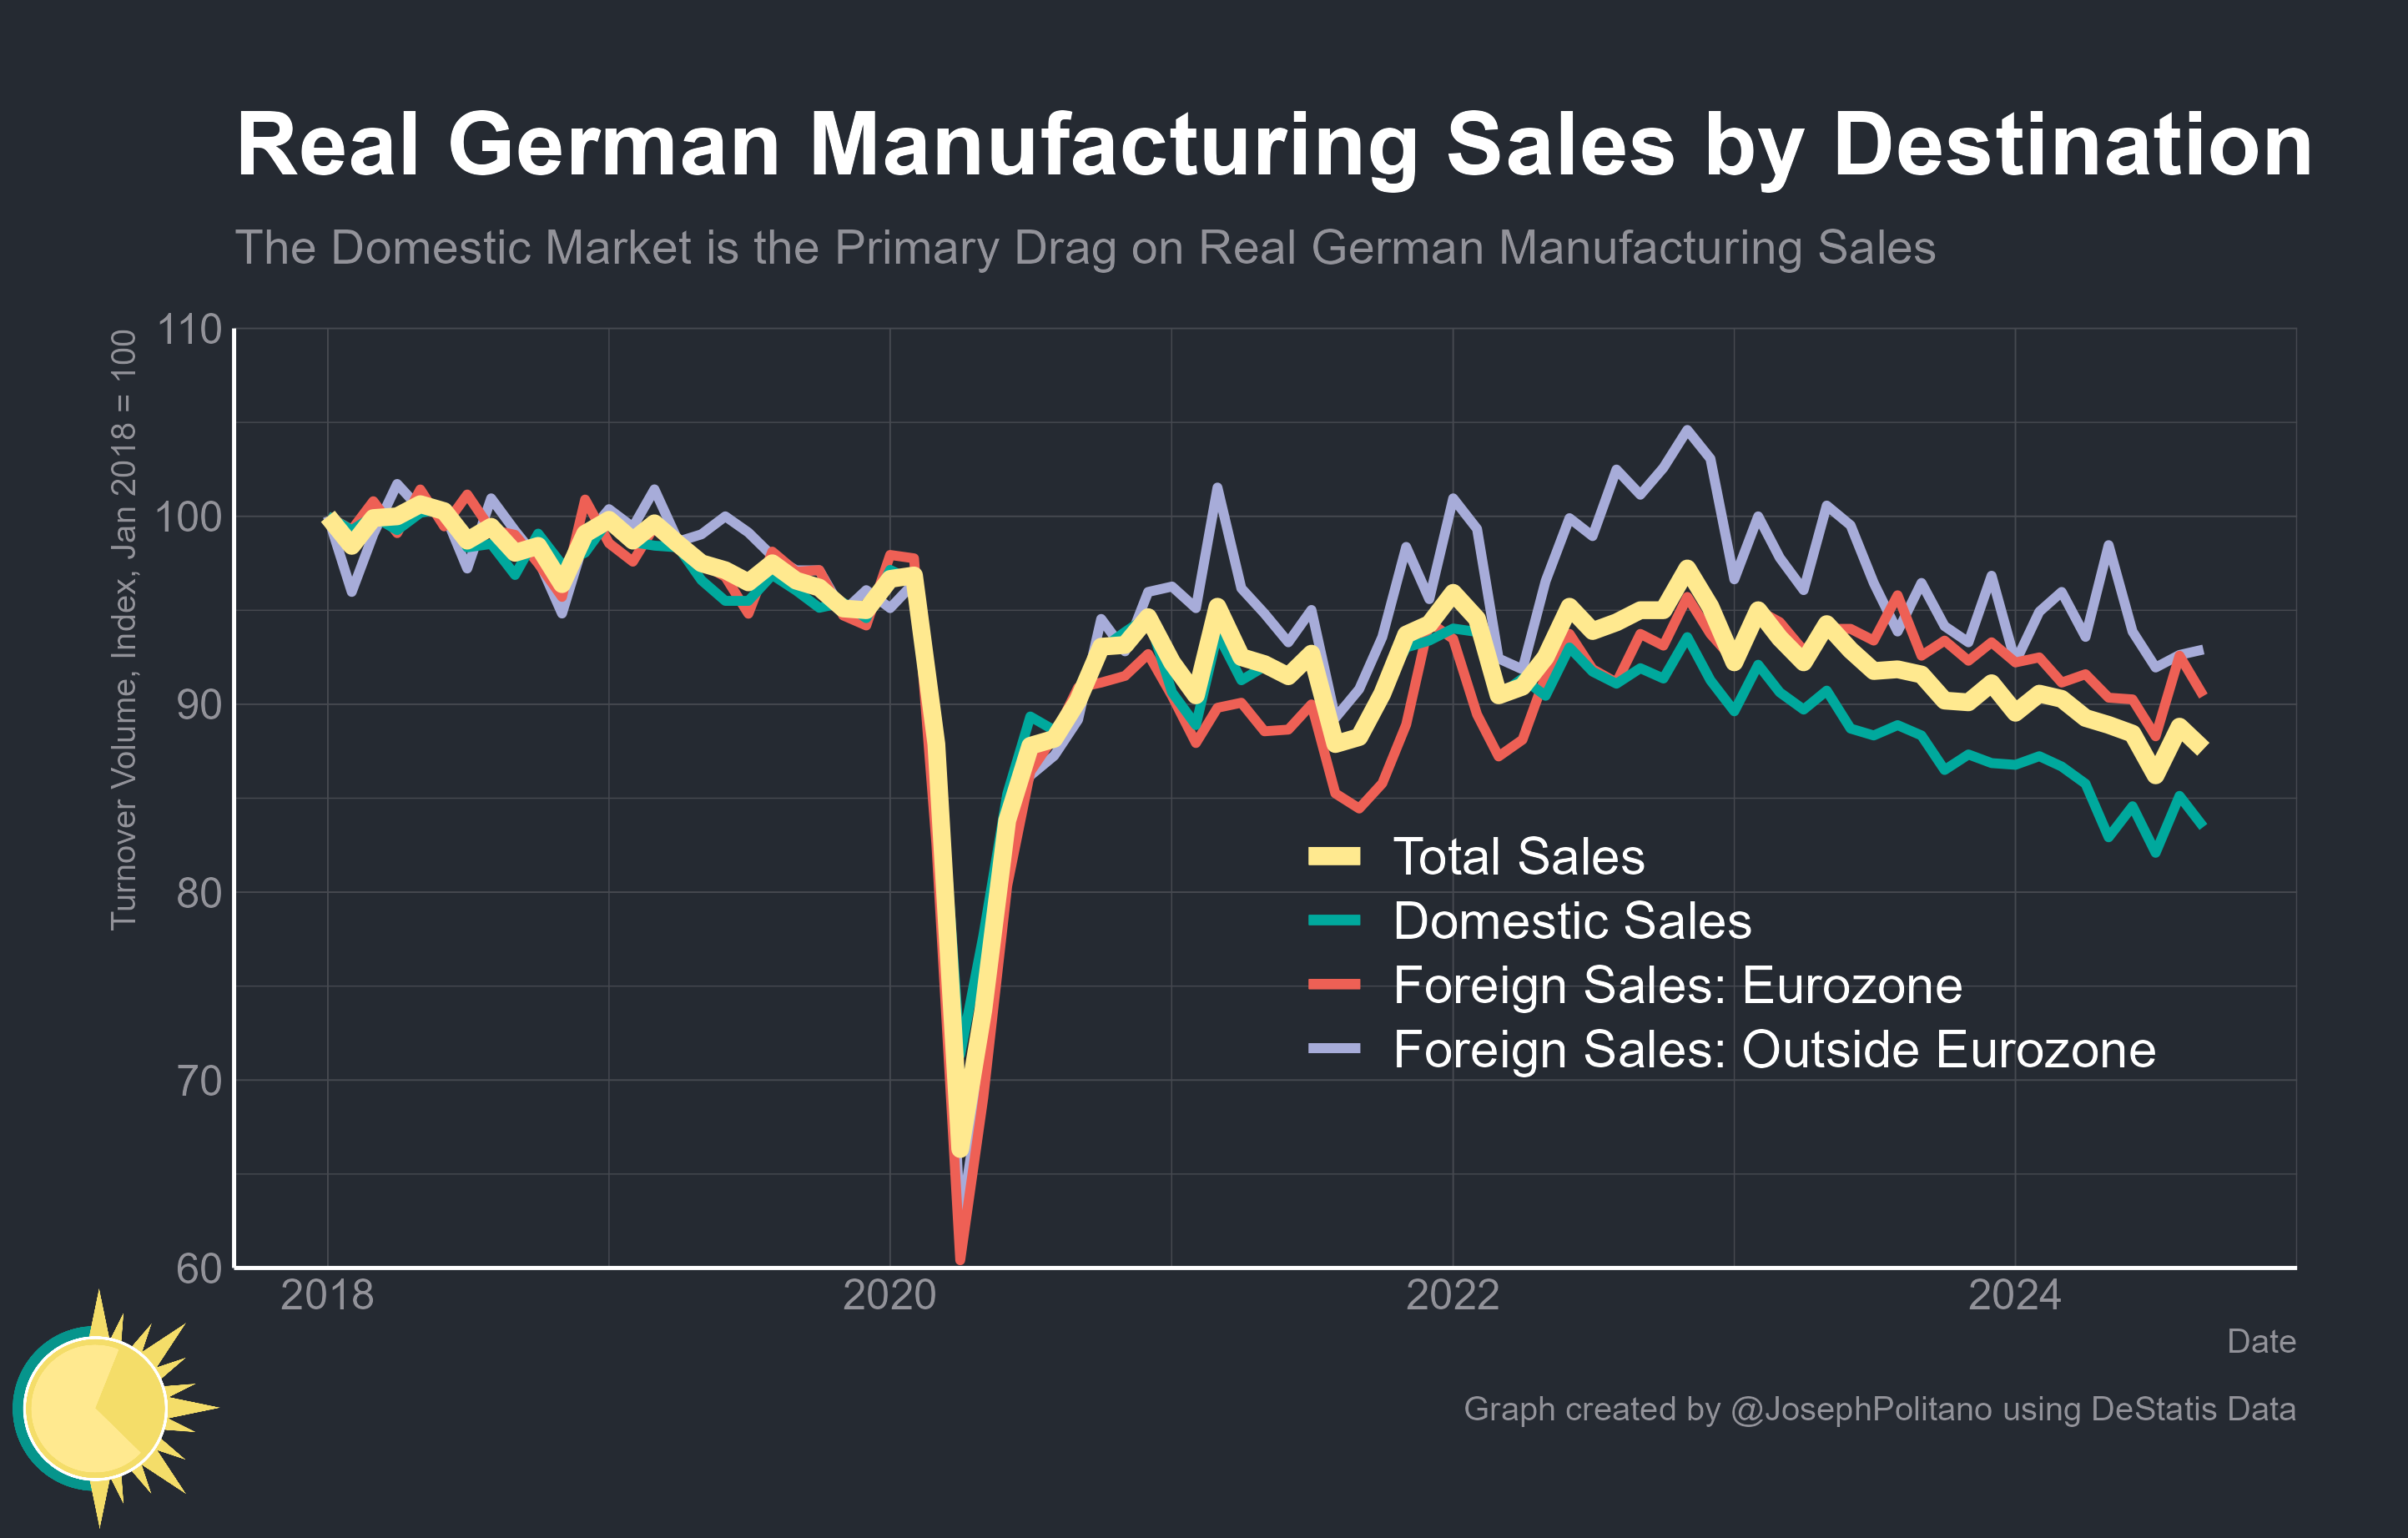 Real German Manufacturing Sales by Destination
The Domestic Market is the Primary Drag on Real German Manufacturing Sales
Turnover Volume, Index, Jan 2018 = 100
110
100
90
80
70
60
Total Sales
Domestic Sales
Foreign Sales: Eurozone
Foreign Sales: Outside Eurozone
2018
2020
2022
2024
Date
Graph created by @JosephPolitano using DeStatis Data